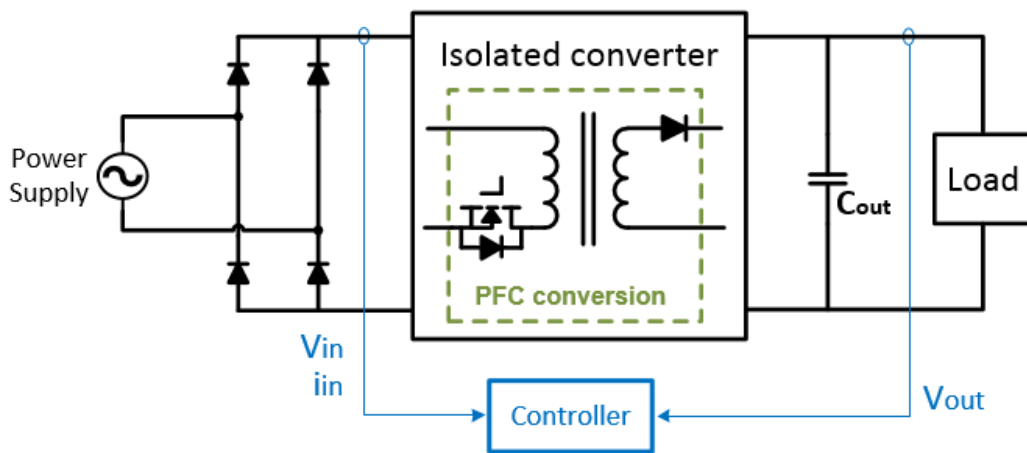 Isolated converter
Power
Supply
Cout
Load
PFC conversion
Vin
iin
Controller
Vout